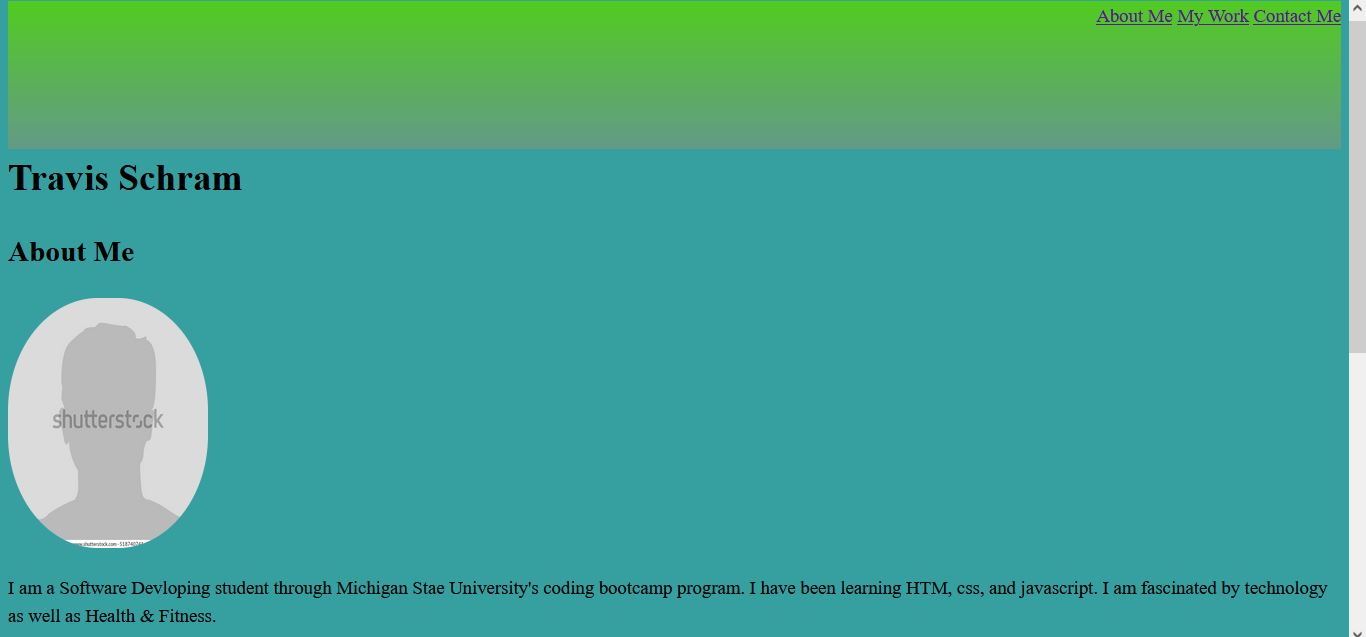 About Me My Work Contact Me
Travis Schram
About Me
shutterstock
www.shutterstock.com · 518740741
I am a Software Devloping student through Michigan Stae University's coding bootcamp program. I have been learning HTM, css, and javascript. I am fascinated by technology
as well as Health & Fitness.